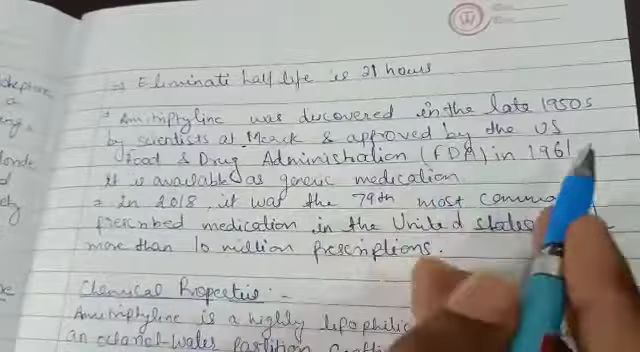 → Eliminate half life is 21 hours
→ Amitriptyline was discovered in the late 1950s
by scientists at Merck & approved by the US
Food & Drug Administration (FDA) in 1961
It is available as generic medication.
→ In 2018, it was the 79th most common
prescribed medication in the United States
more than 10 million prescriptions.
Chemical Properties :-
Amitriptyline is a highly lipophilic
an octanol-water partition